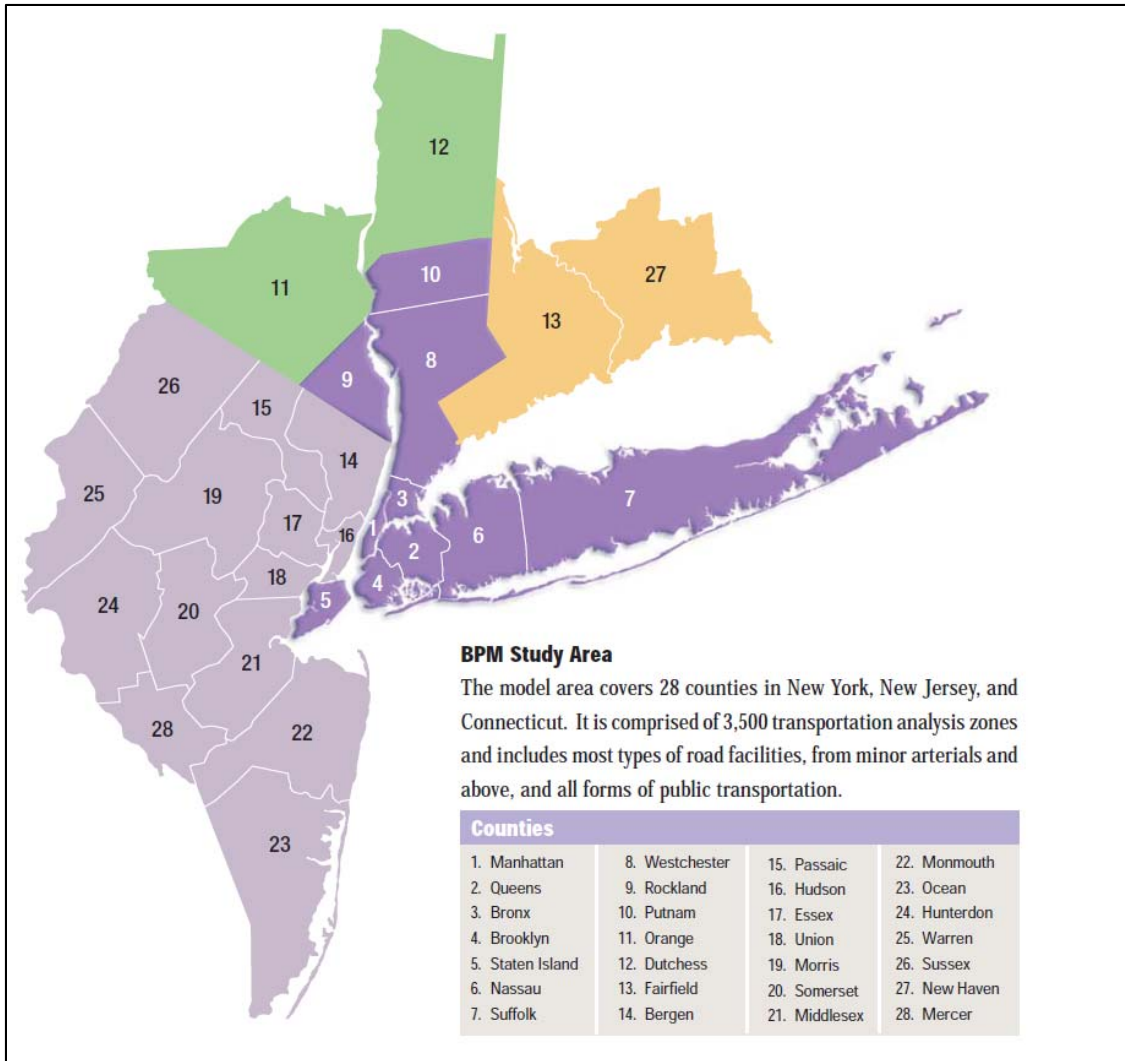 12
10
11
27
13
8
9
26
15
14
7
25
19
3
17
16
1
6
2
18
4
5
24
20
21
28
22
23
BPM Study Area
The model area covers 28 counties in New York, New Jersey, and
Connecticut. It is comprised of 3,500 transportation analysis zones
and includes most types of road facilities, from minor arterials and
above, and all forms of public transportation.
Counties
1. Manhattan
2. Queens
3. Bronx
4. Brooklyn
5. Staten Island
6. Nassau
7. Suffolk
8. Westchester
9. Rockland
10. Putnam
11. Orange
12. Dutchess
13. Fairfield
14. Bergen
15. Passaic
16. Hudson
17. Essex
18. Union
19. Morris
20. Somerset
21. Middlesex
22. Monmouth
23. Ocean
24. Hunterdon
25. Warren
26. Sussex
27. New Haven
28. Mercer